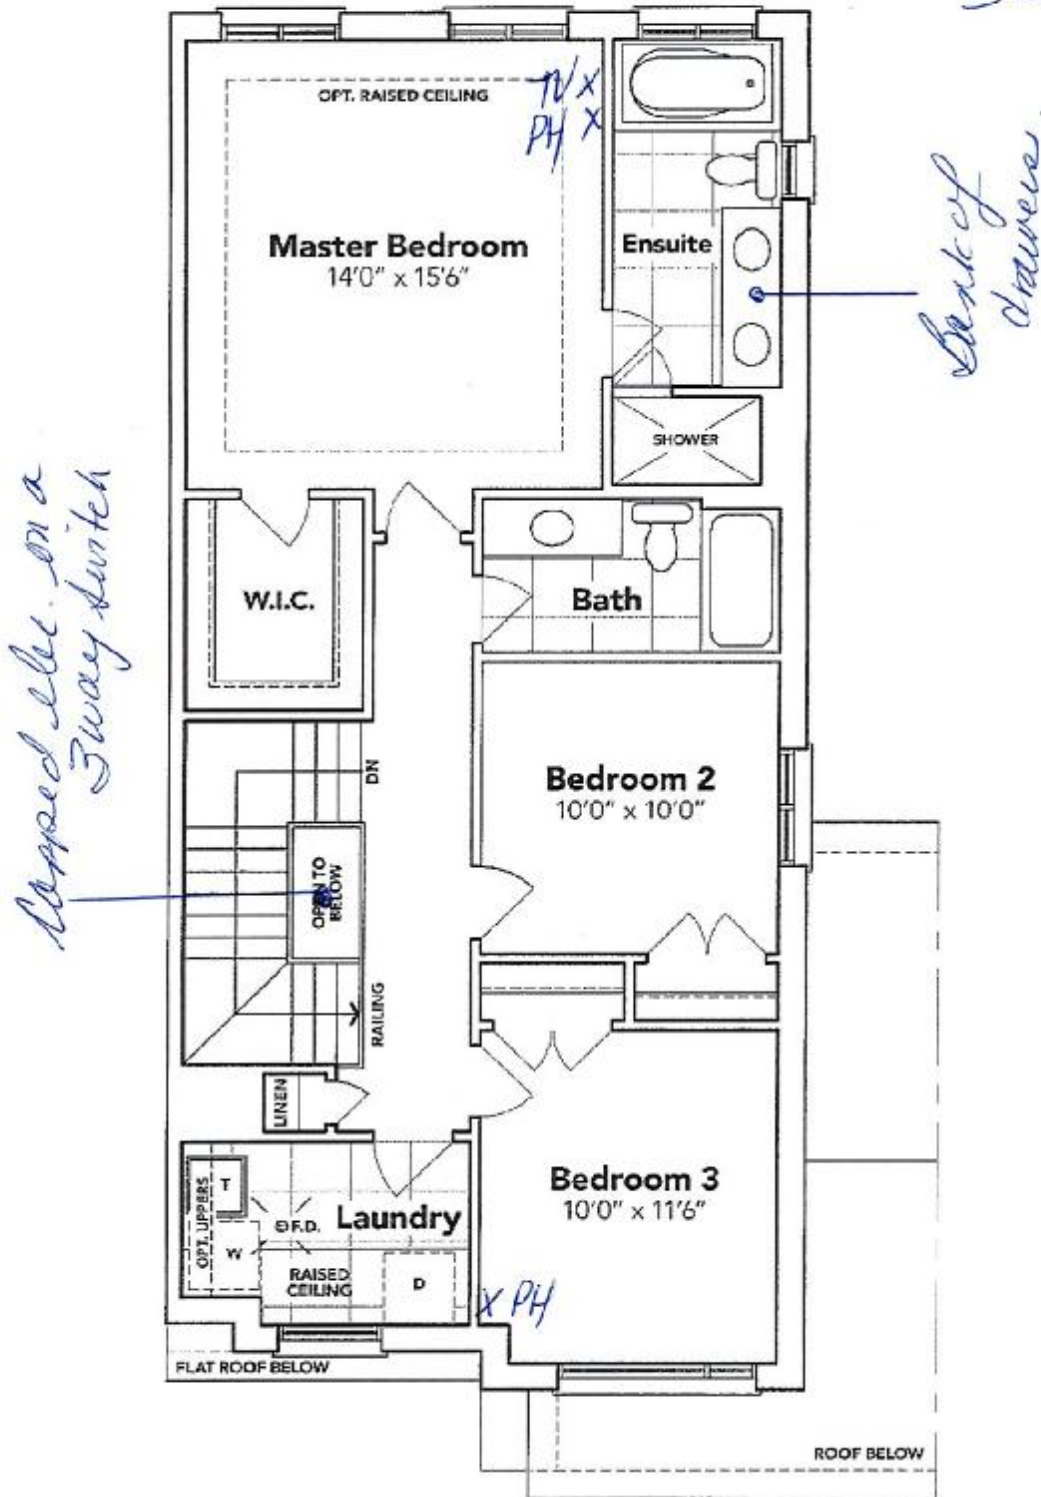 OPT. RAISED CEILING
TV X
PH X
Master Bedroom
14'0" x 15'6"
Ensuite
Bank of
drawers
SHOWER
Capped elec. on a
3way switch
W.I.C.
Bath
DN
Bedroom 2
10'0" x 10'0"
OPEN TO
BELOW
RAILING
LINEN
Bedroom 3
10'0" x 11'6"
OPT. UPPERS
T
F.D.
Laundry
W
RAISED
CEILING
D
X PH
FLAT ROOF BELOW
ROOF BELOW